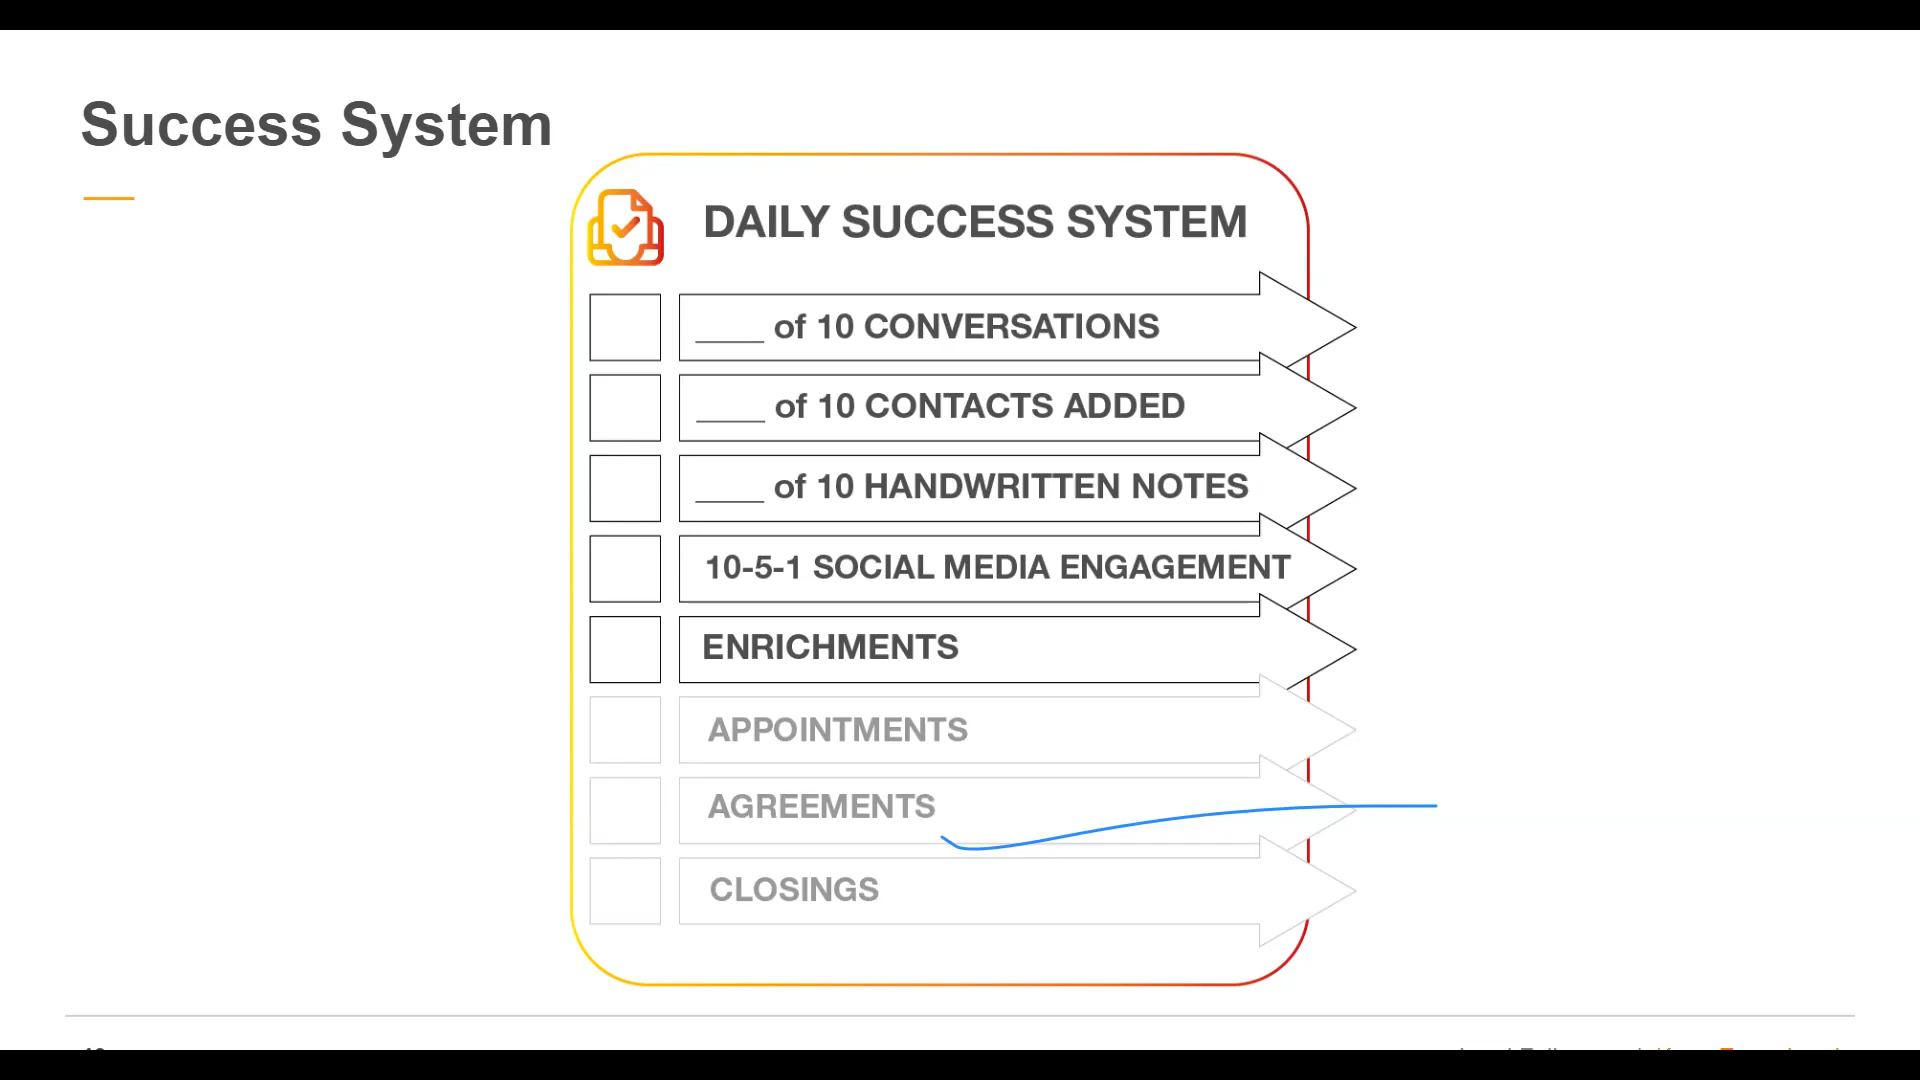 Success System
DAILY SUCCESS SYSTEM
____ of 10 CONVERSATIONS
____ of 10 CONTACTS ADDED
____ of 10 HANDWRITTEN NOTES
10-5-1 SOCIAL MEDIA ENGAGEMENT
ENRICHMENTS
APPOINTMENTS
AGREEMENTS
CLOSINGS